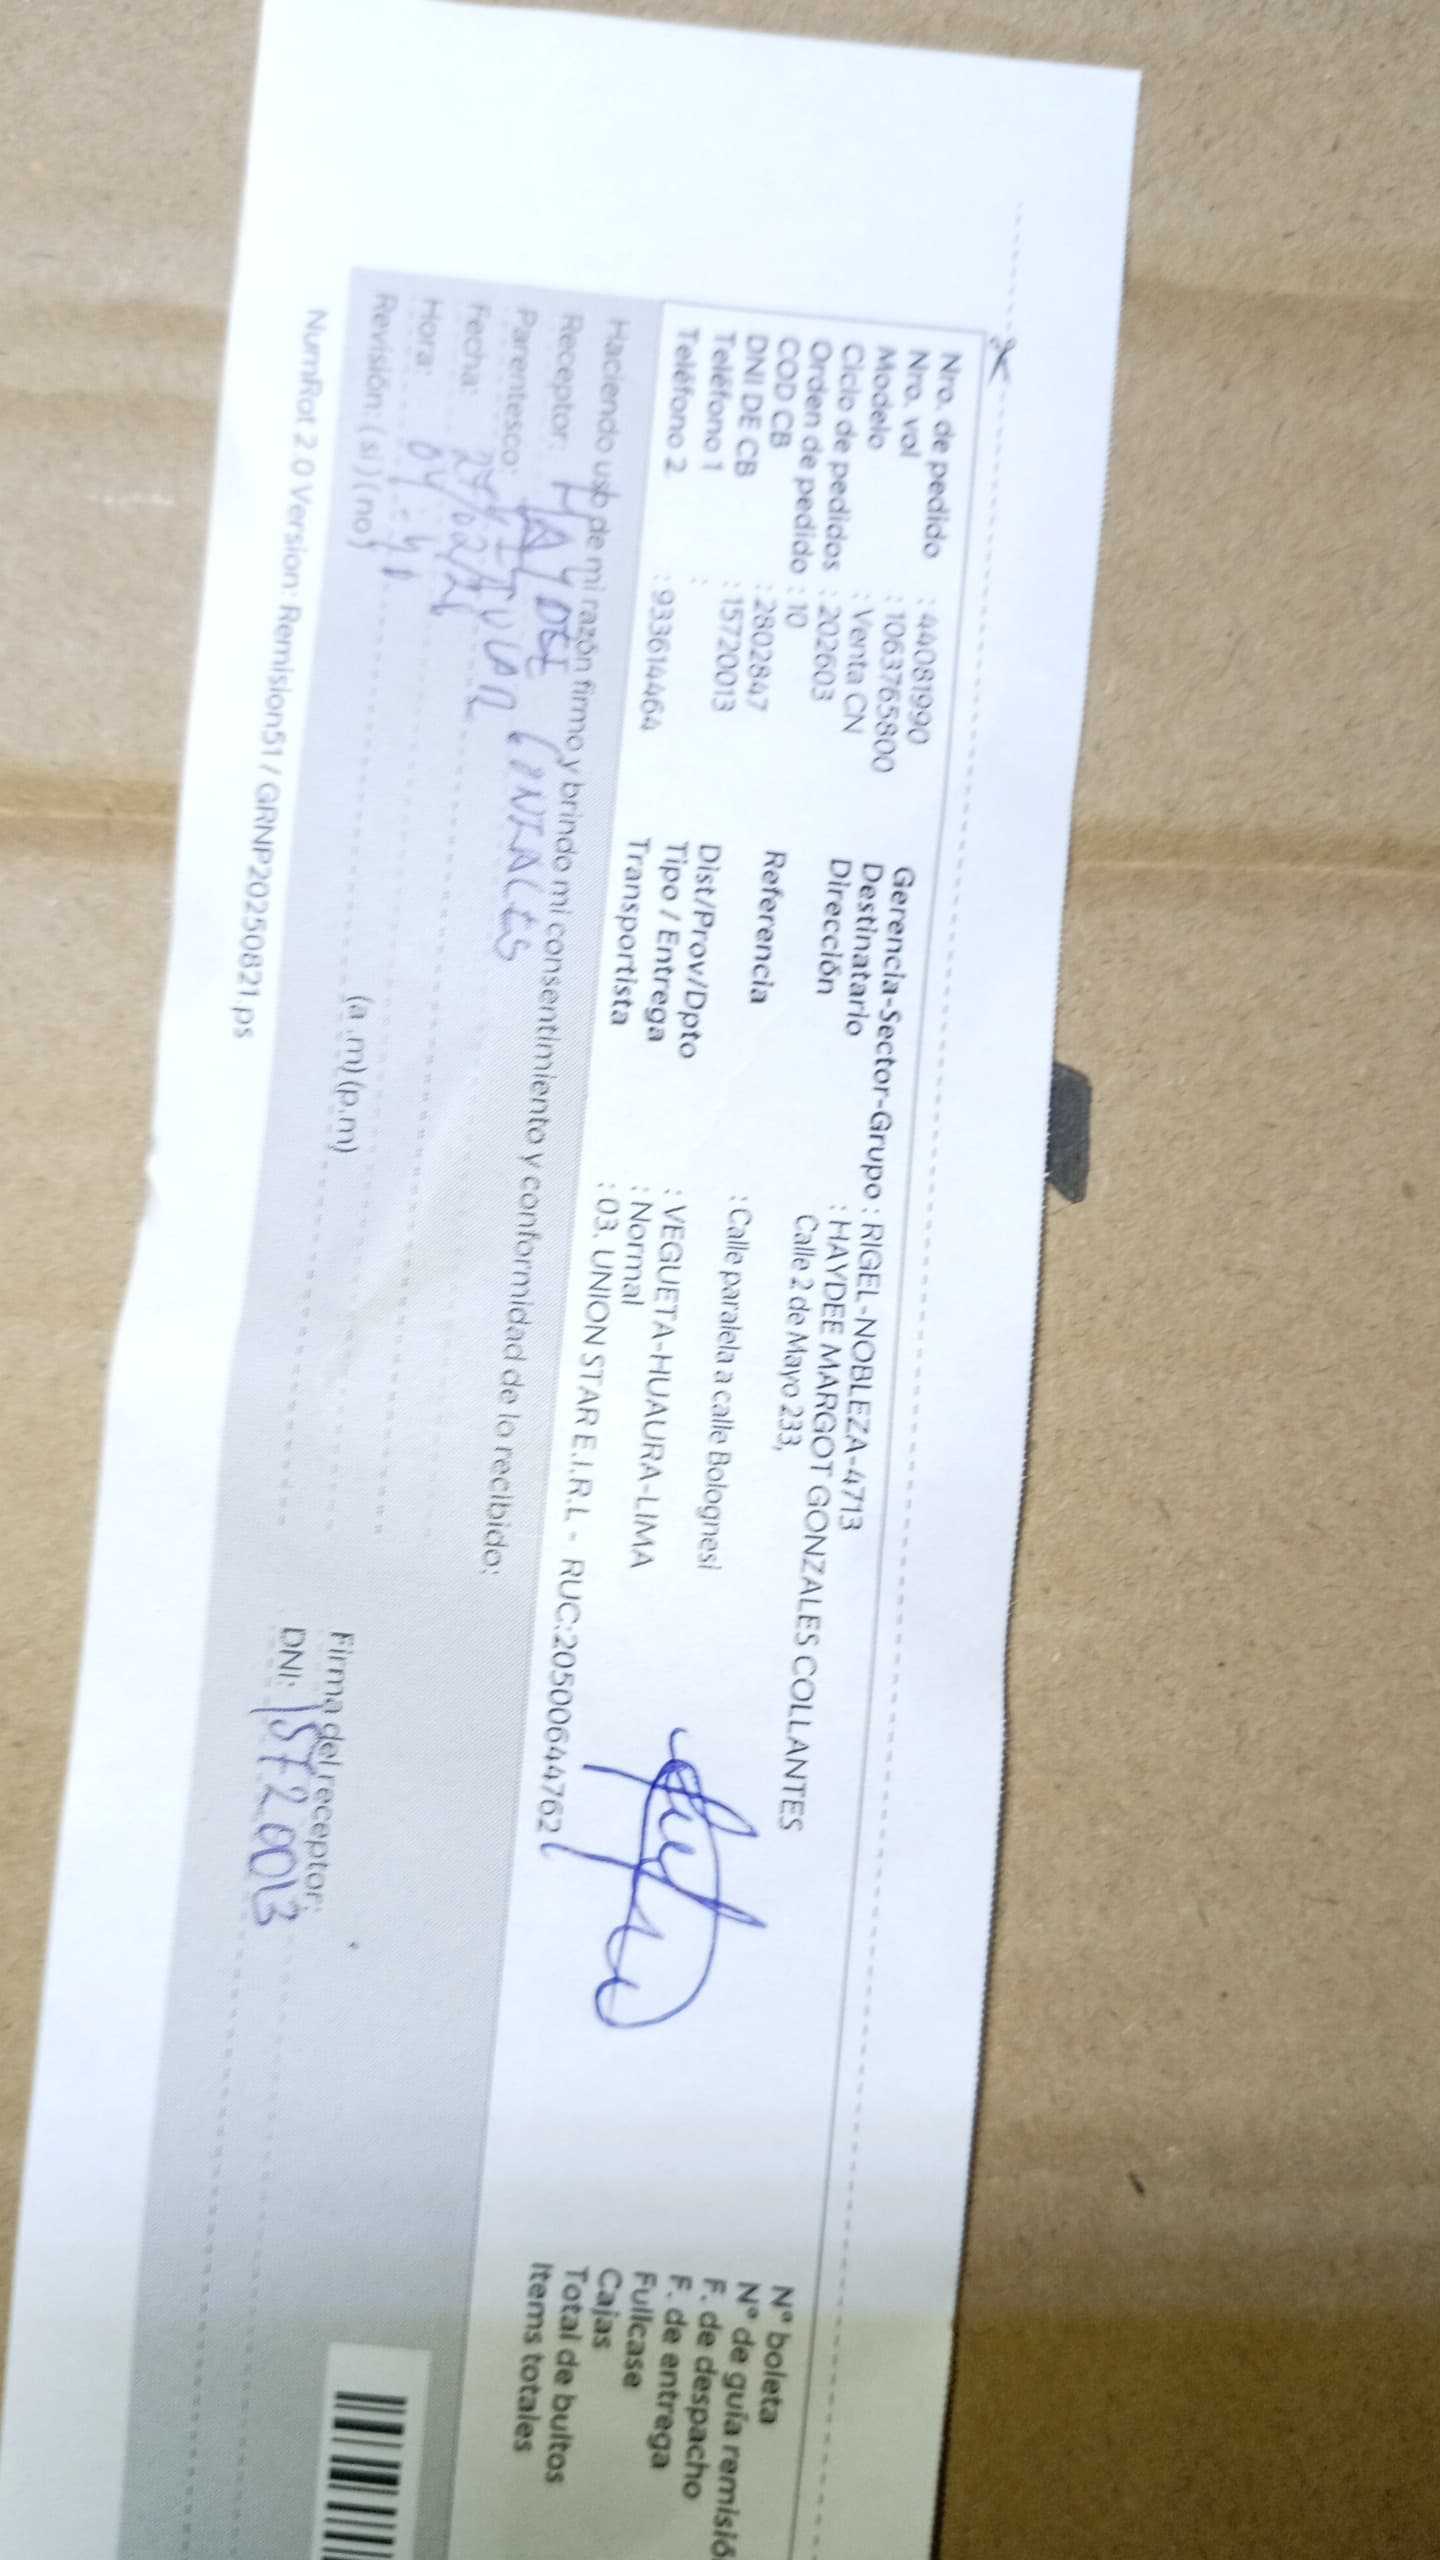 Nro. de pedido : 44081990
Nro. vol : 1063765800
Modelo : Venta CN
Ciclo de pedidos : 202603
Orden de pedido : 10
COD CB : 2802847
DNI DE CB : 15720013
Teléfono 1 :
Teléfono 2 : 933614464
Gerencia-Sector-Grupo : RIGEL-NOBLEZA-4713
Destinatario : HAYDEE MARGOT GONZALES COLLANTES
Dirección Calle 2 de Mayo 233,
Referencia : Calle paralela a calle Bolognesi
Dist/Prov/Dpto : VEGUETA-HUAURA-LIMA
Tipo / Entrega : Normal
Transportista : 03. UNION STAR E.I.R.L - RUC:20500644762
N° boleta
N° de guía remisió
F. de despacho
F. de entrega
Fullcase
Cajas
Total de bultos
Items totales
Haciendo uso de mi razón firmo y brindo mi consentimiento y conformidad de lo recibido:
Receptor: HAYDEE
Parentesco: TITULAR
Fecha: 27/02/26
Hora: 04: (a .m) (p.m)
Revisión: (si) (no)
Firma del receptor:
DNI: 15720013
NumRot 2.0 Version: Remision51 / GRNP20250821.ps